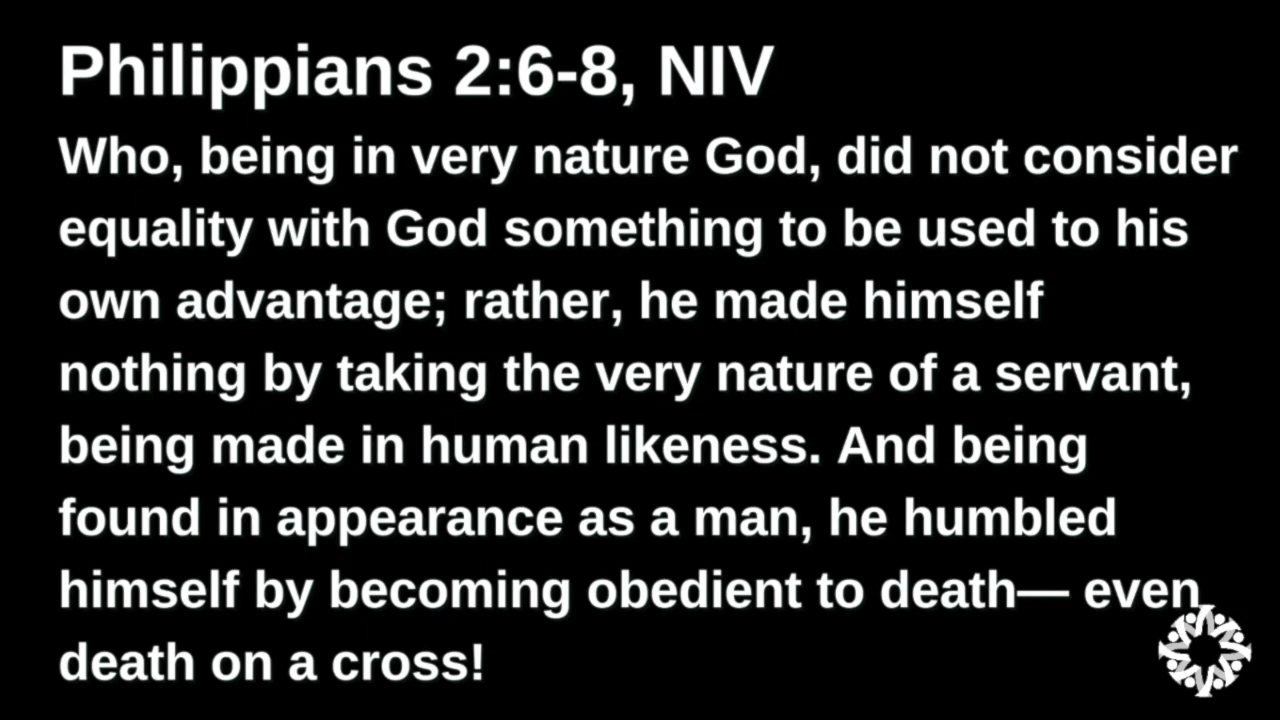 Philippians 2:6-8, NIV
Who, being in very nature God, did not consider
equality with God something to be used to his
own advantage; rather, he made himself
nothing by taking the very nature of a servant,
being made in human likeness. And being
found in appearance as a man, he humbled
himself by becoming obedient to death— even
death on a cross!